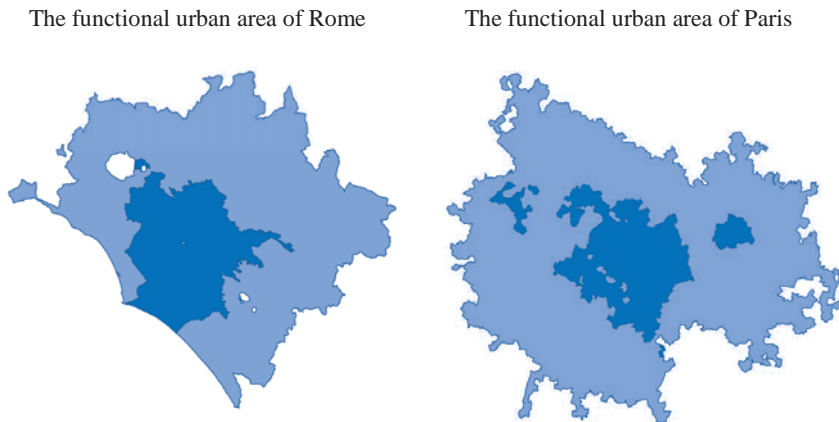 The functional urban area of Rome
The functional urban area of Paris